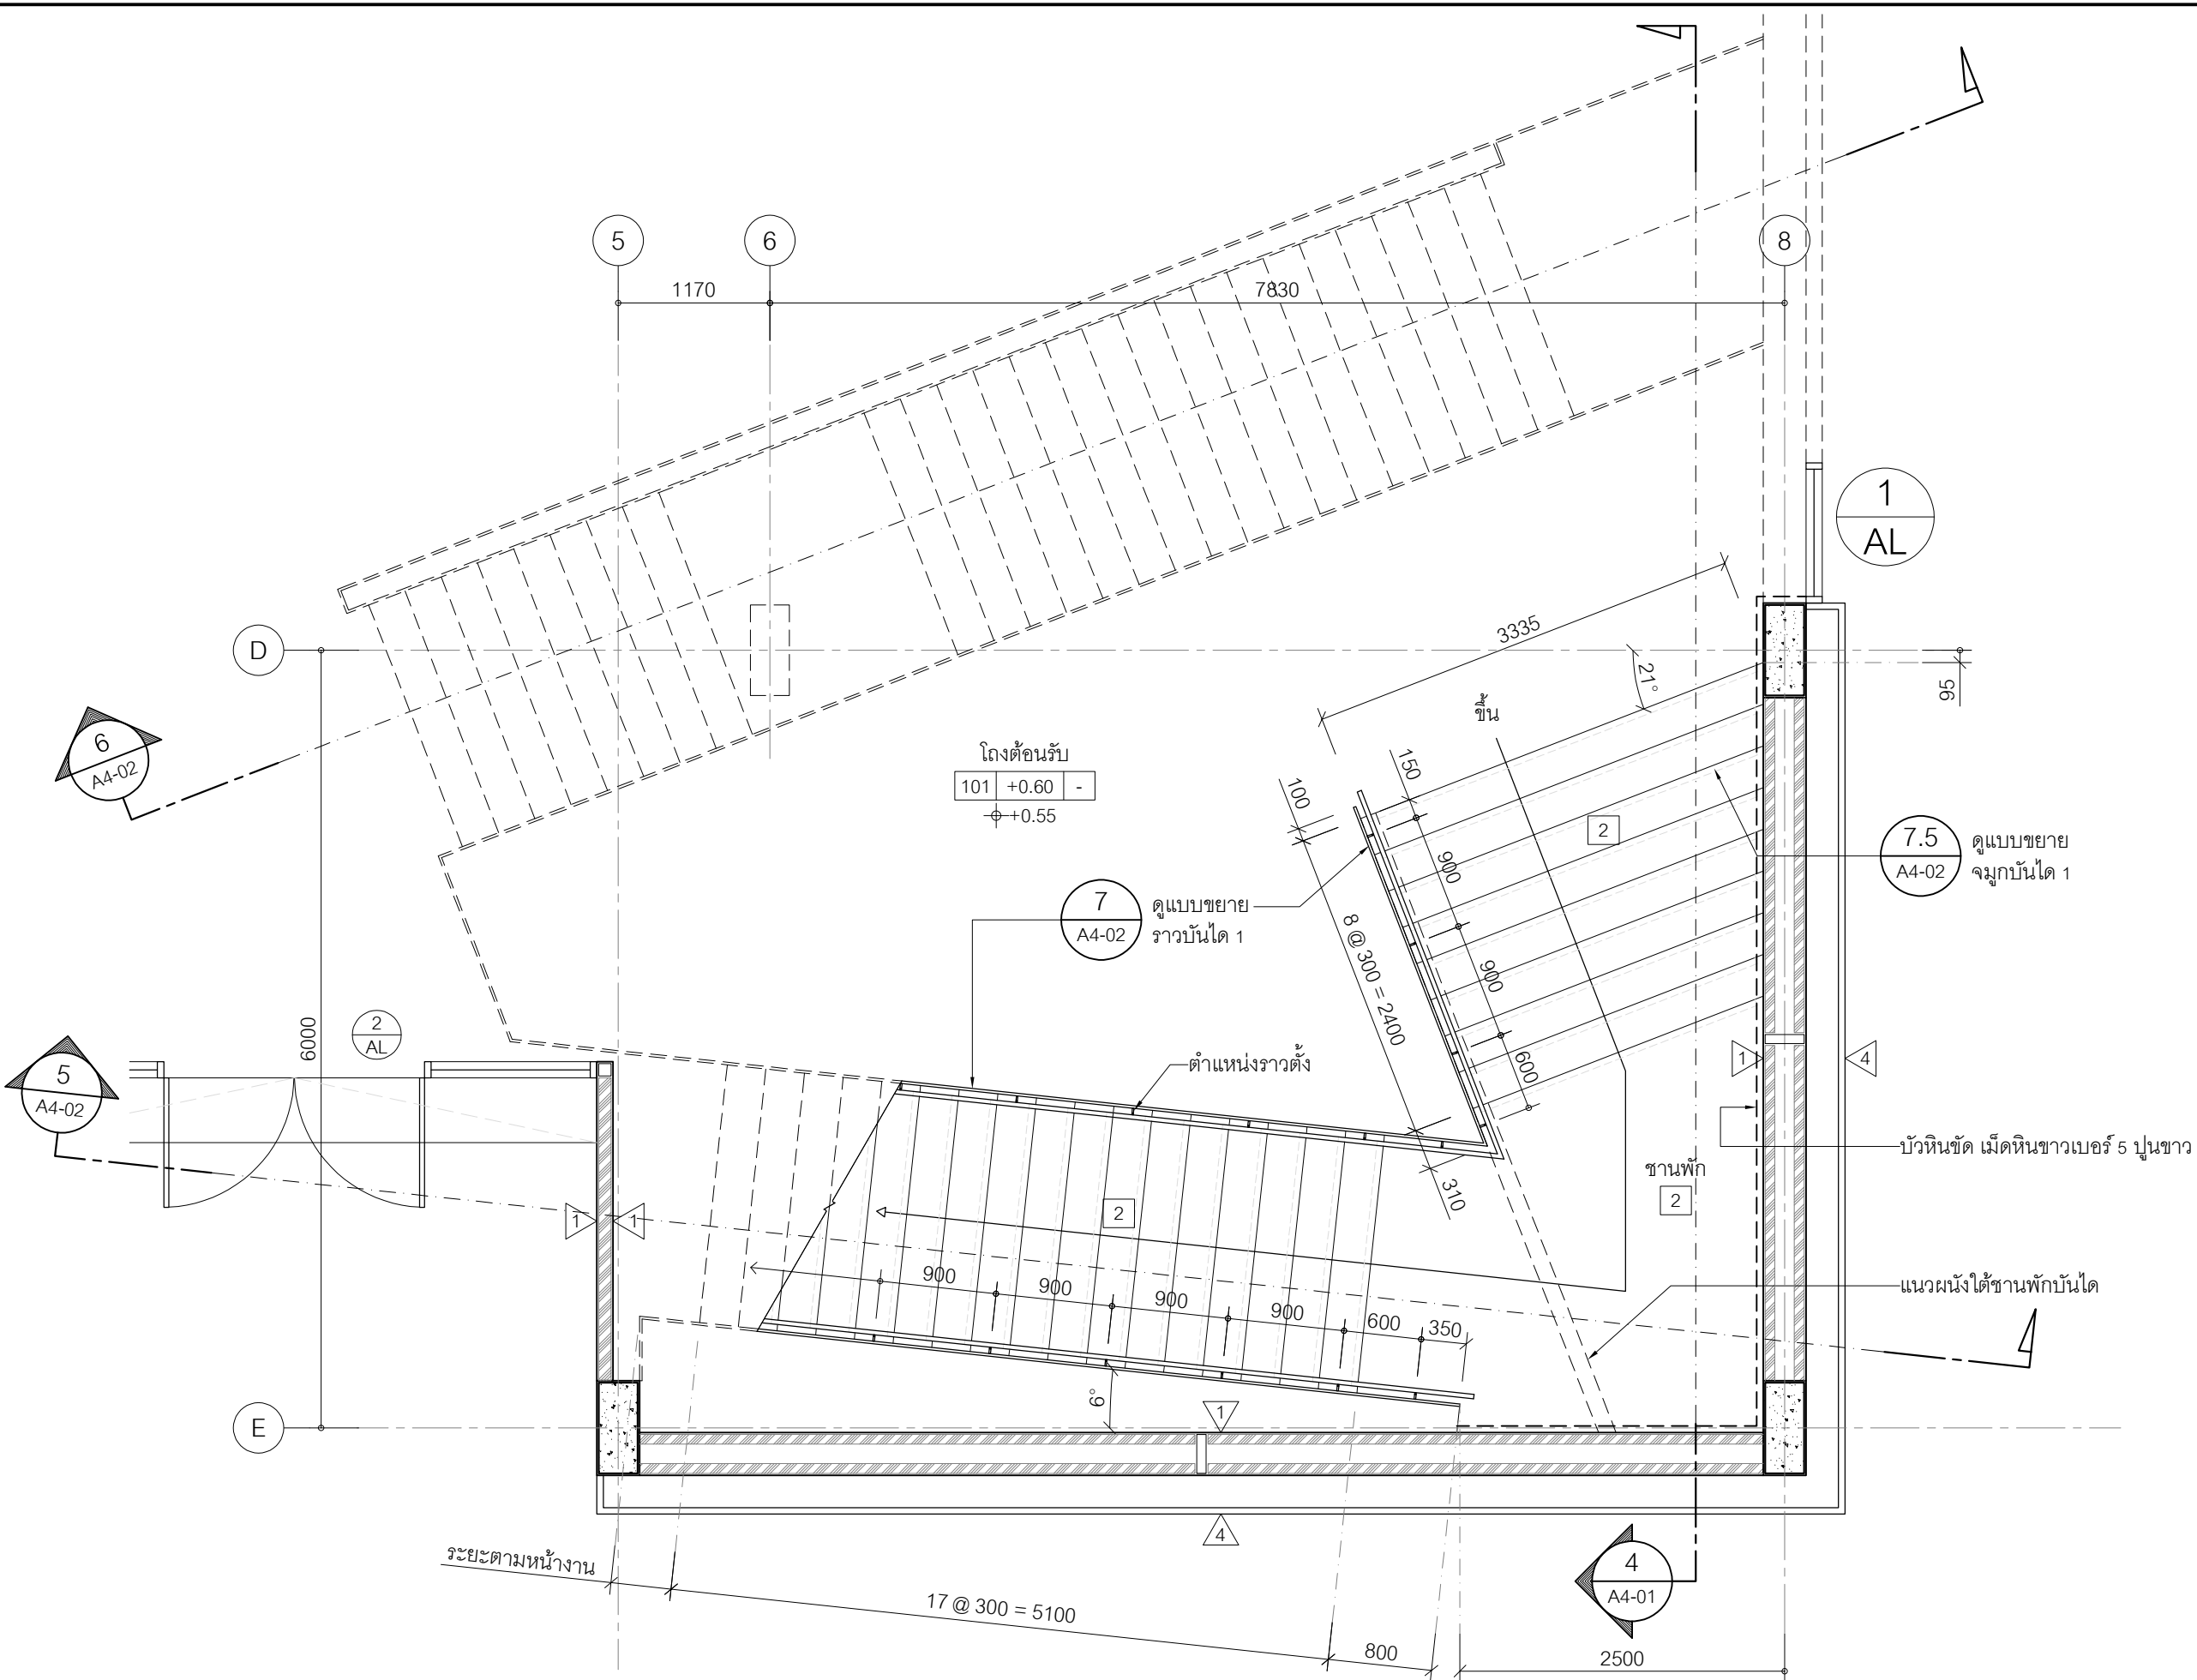 5
6
8
1170
7830
1
AL
D
3335
21°
95
ขึ้น
6
A4-02
โถงต้อนรับ
101 +0.60 -
+0.55
150
100
2
900
7.5
A4-02
ดูแบบขยาย
จมูกบันได 1
7
A4-02
ดูแบบขยาย
ราวบันได 1
8 @ 300 = 2400
900
600
6000
2
AL
5
A4-02
ตำแหน่งราวตั้ง
1
4
บัวหินขัด เม็ดหินขาวเบอร์ 5 ปูนขาว
ชานพัก
2
310
1
1
2
900
900
900
900
600
350
แนวผนังใต้ชานพักบันได
6°
1
E
4
ระยะตามหน้างาน
17 @ 300 = 5100
800
4
A4-01
2500